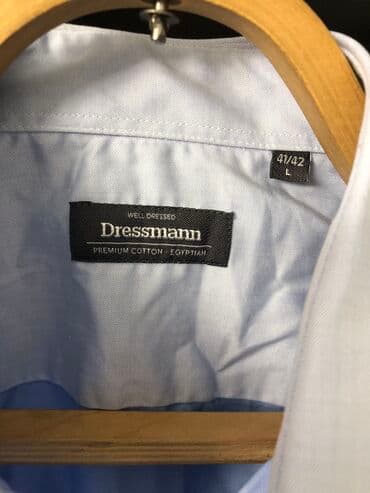 41/42
L
WELL DRESSED
Dressmann
PREMIUM COTTON - EGYPTIAN